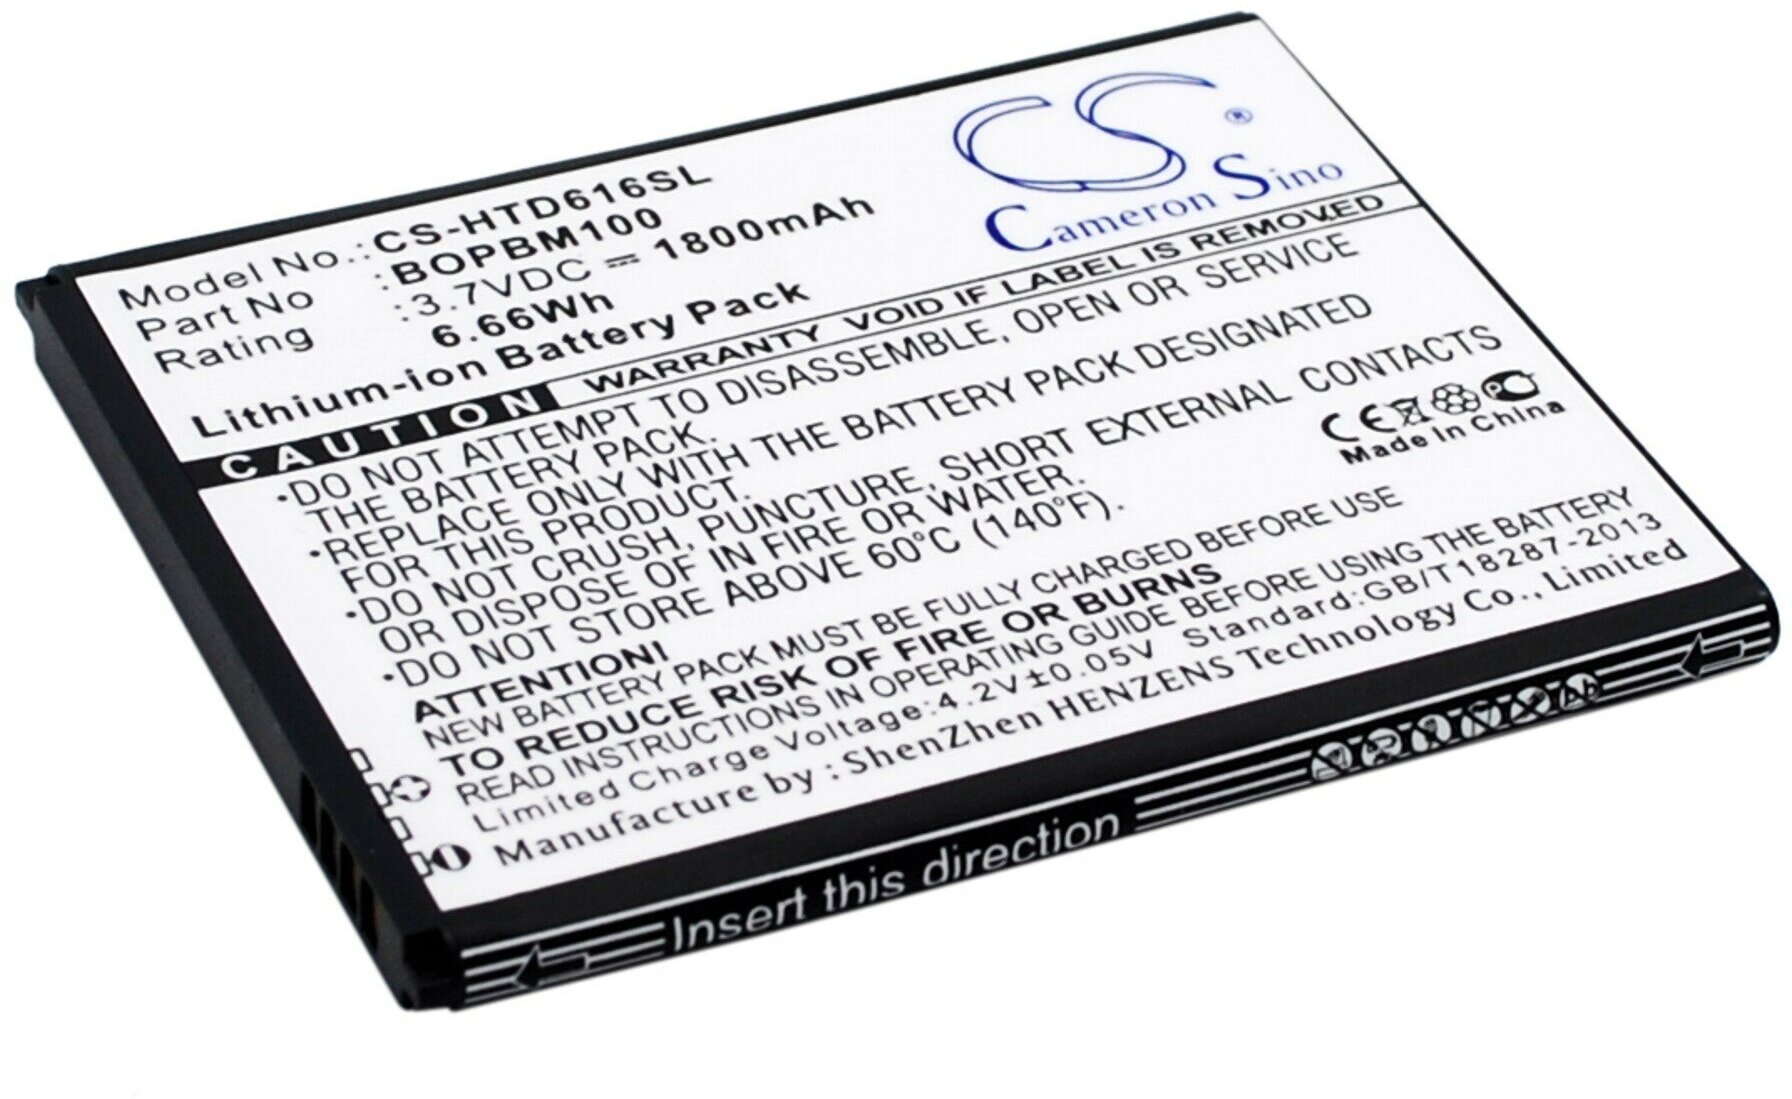 CS®
Cameron Sino
Model No.: CS-HTD616SL
Part No : BOPBM100
Rating : 3.7VDC ⎓ 1800mAh
6.66Wh
Lithium-ion Battery Pack
CAUTION WARRANTY VOID IF LABEL IS REMOVED
•DO NOT ATTEMPT TO DISASSEMBLE, OPEN OR SERVICE
THE BATTERY PACK.
•REPLACE ONLY WITH THE BATTERY PACK DESIGNATED
FOR THIS PRODUCT.
•DO NOT CRUSH, PUNCTURE, SHORT EXTERNAL CONTACTS
OR DISPOSE OF IN FIRE OR WATER.
•DO NOT STORE ABOVE 60°C (140°F).
CE
Made in China
ATTENTION!
NEW BATTERY PACK MUST BE FULLY CHARGED BEFORE USE
TO REDUCE RISK OF FIRE OR BURNS
READ INSTRUCTIONS IN OPERATING GUIDE BEFORE USING THE BATTERY
Limited Charge Voltage:4.2V±0.05V Standard:GB/T18287-2013
Manufacture by : ShenZhen HENZENS Technology Co., Limited
Insert this direction